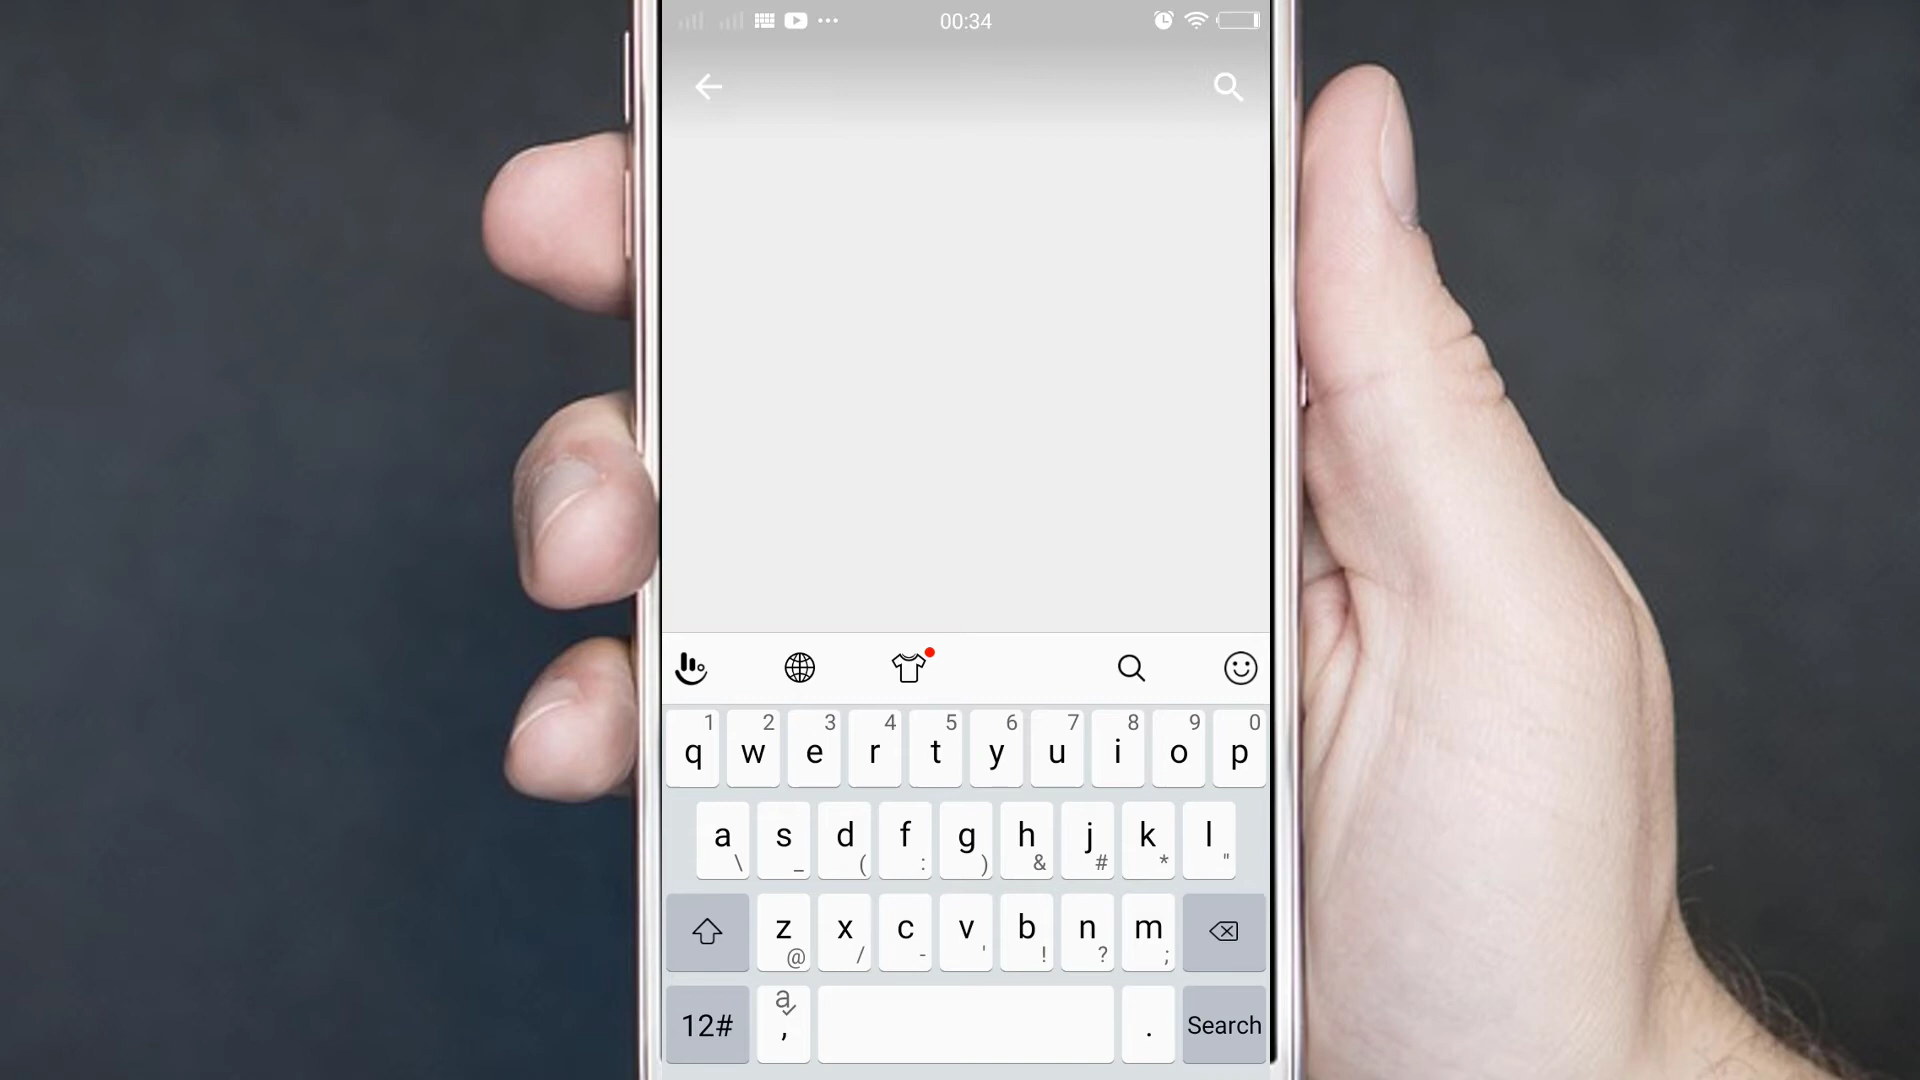 00:34
1 2 3 4 5 6 7 8 9 0
q w e r t y u i o p
a s d f g h j k l
\ _ ( : ) & # * "
z x c v b n m
@ / - ' ! ? ;
12# a , . Search